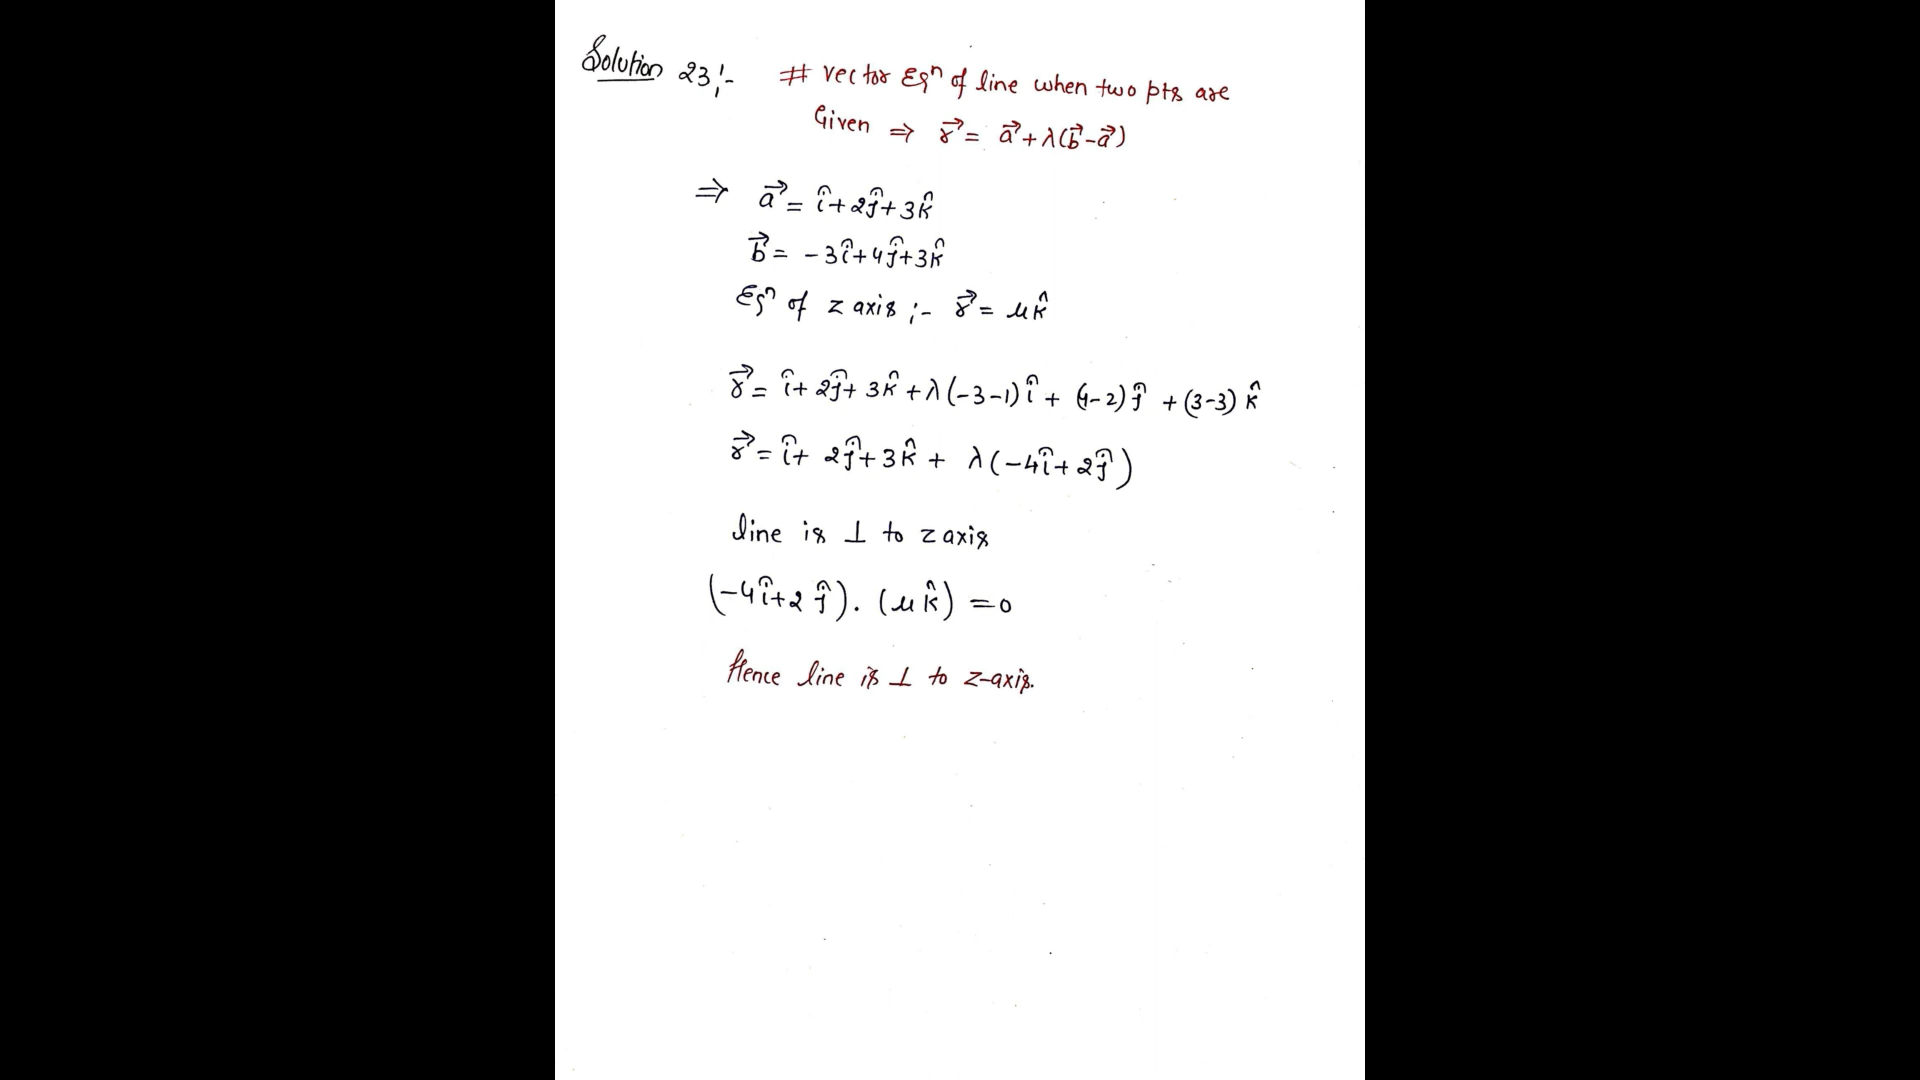 Solution 23:- # vector Eqⁿ of line when two pts are
Given ⇒ r⃗ = a⃗ + λ(b⃗ - a⃗)
⇒ a⃗ = î + 2ĵ + 3k̂
b⃗ = -3î + 4ĵ + 3k̂
Eqⁿ of z axis :- r⃗ = μk̂
r⃗ = î + 2ĵ + 3k̂ + λ(-3-1)î + (4-2)ĵ + (3-3)k̂
r⃗ = î + 2ĵ + 3k̂ + λ(-4î + 2ĵ)
line is ⊥ to z axis
(-4î + 2ĵ). (μk̂) = 0
Hence line is ⊥ to z-axis.